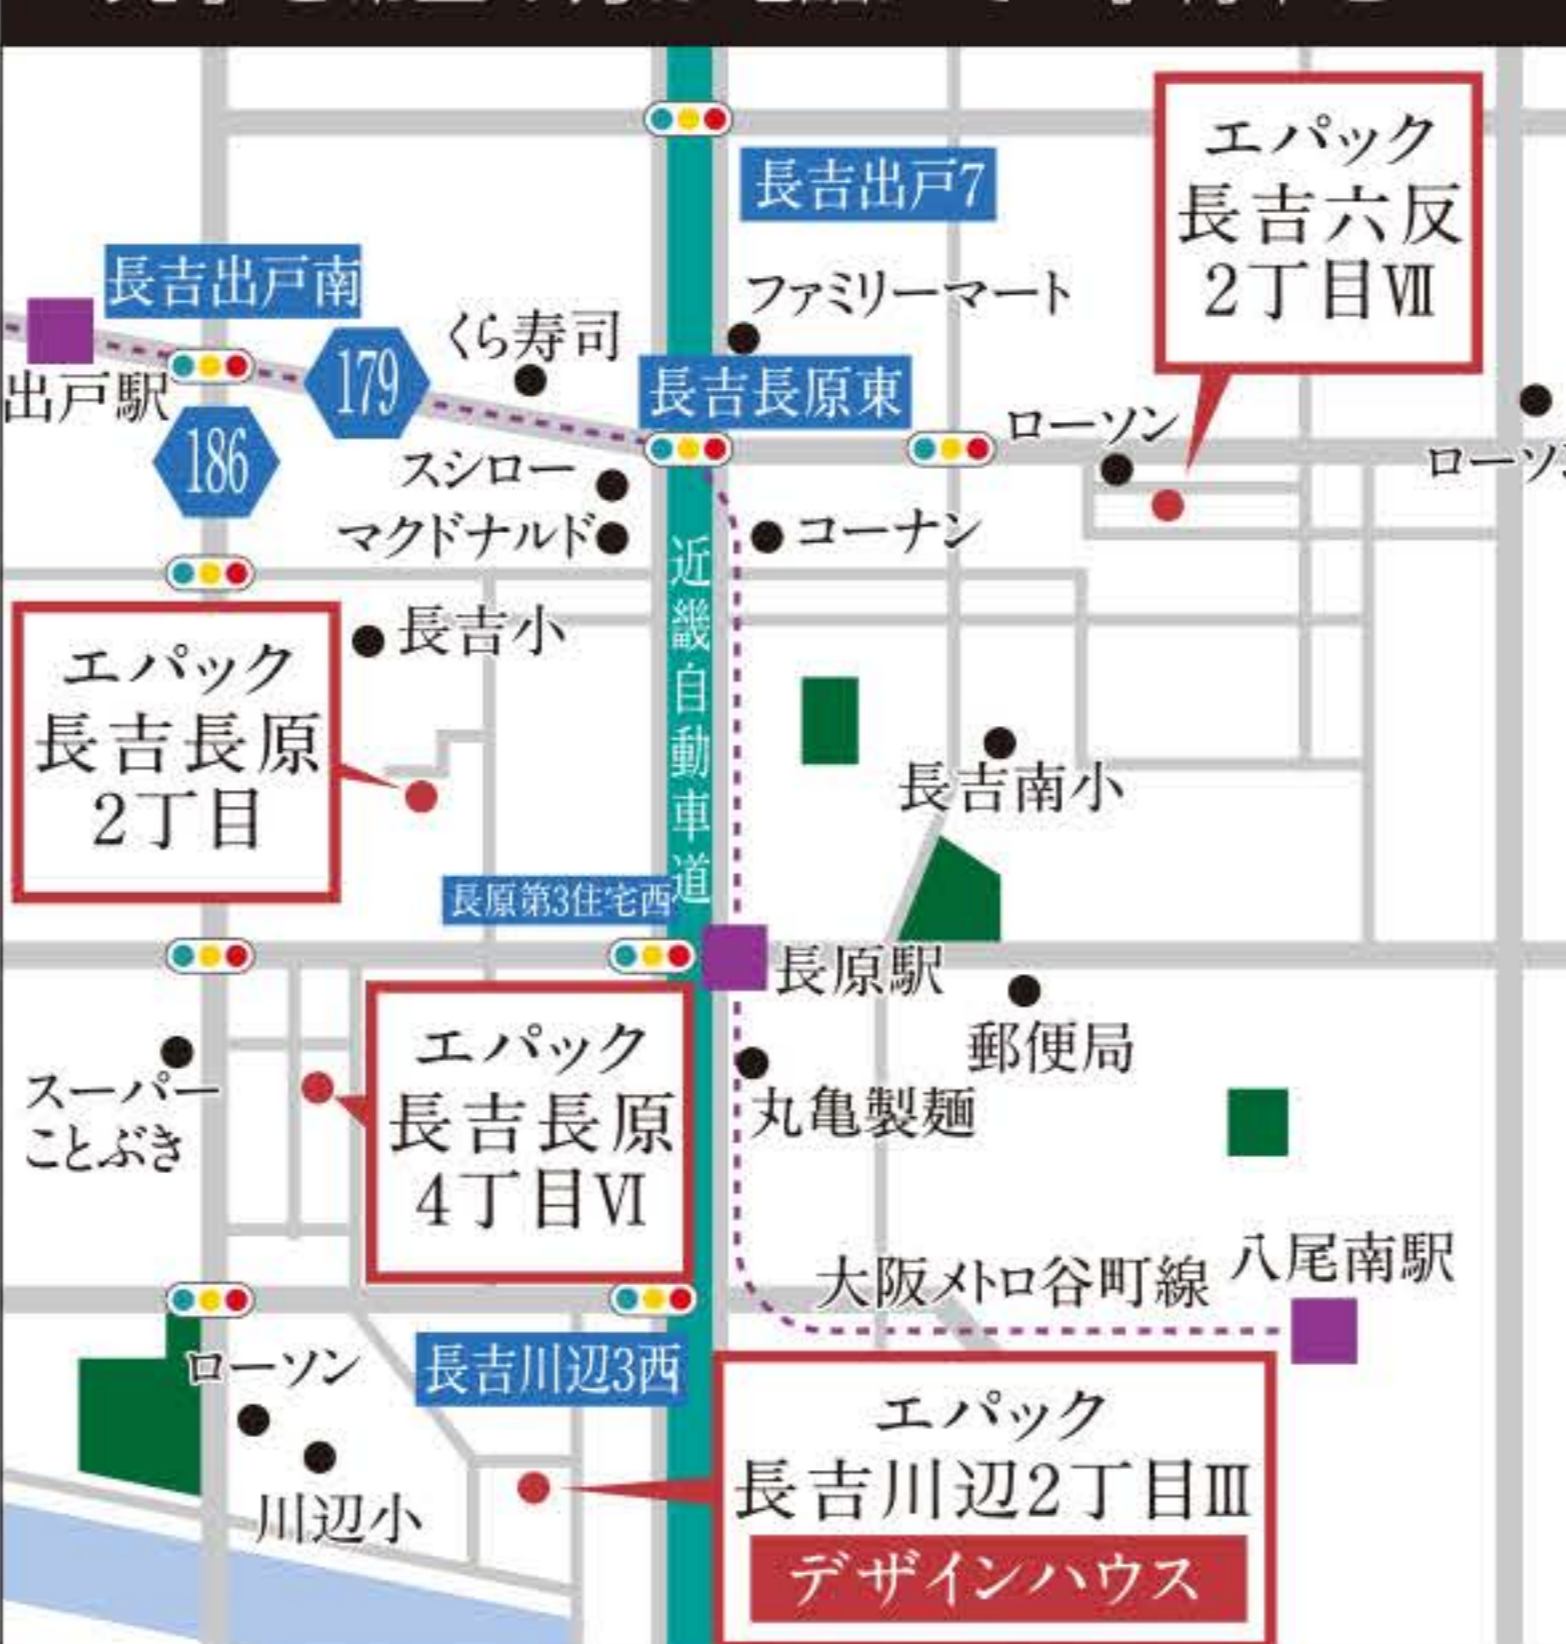 長吉出戸7
エパック
長吉六反
2丁目Ⅶ
長吉出戸南
ファミリーマート
くら寿司
出戸駅
179
長吉長原東
186
ローソン
スシロー
マクドナルド
コーナン
近畿自動車道
長吉小
エパック
長吉長原
2丁目
長吉南小
長原第3住宅西
長原駅
郵便局
エパック
長吉長原
4丁目Ⅵ
スーパー
ことぶき
丸亀製麺
大阪メトロ谷町線
八尾南駅
ローソン
長吉川辺3西
川辺小
エパック
長吉川辺2丁目Ⅲ
デザインハウス